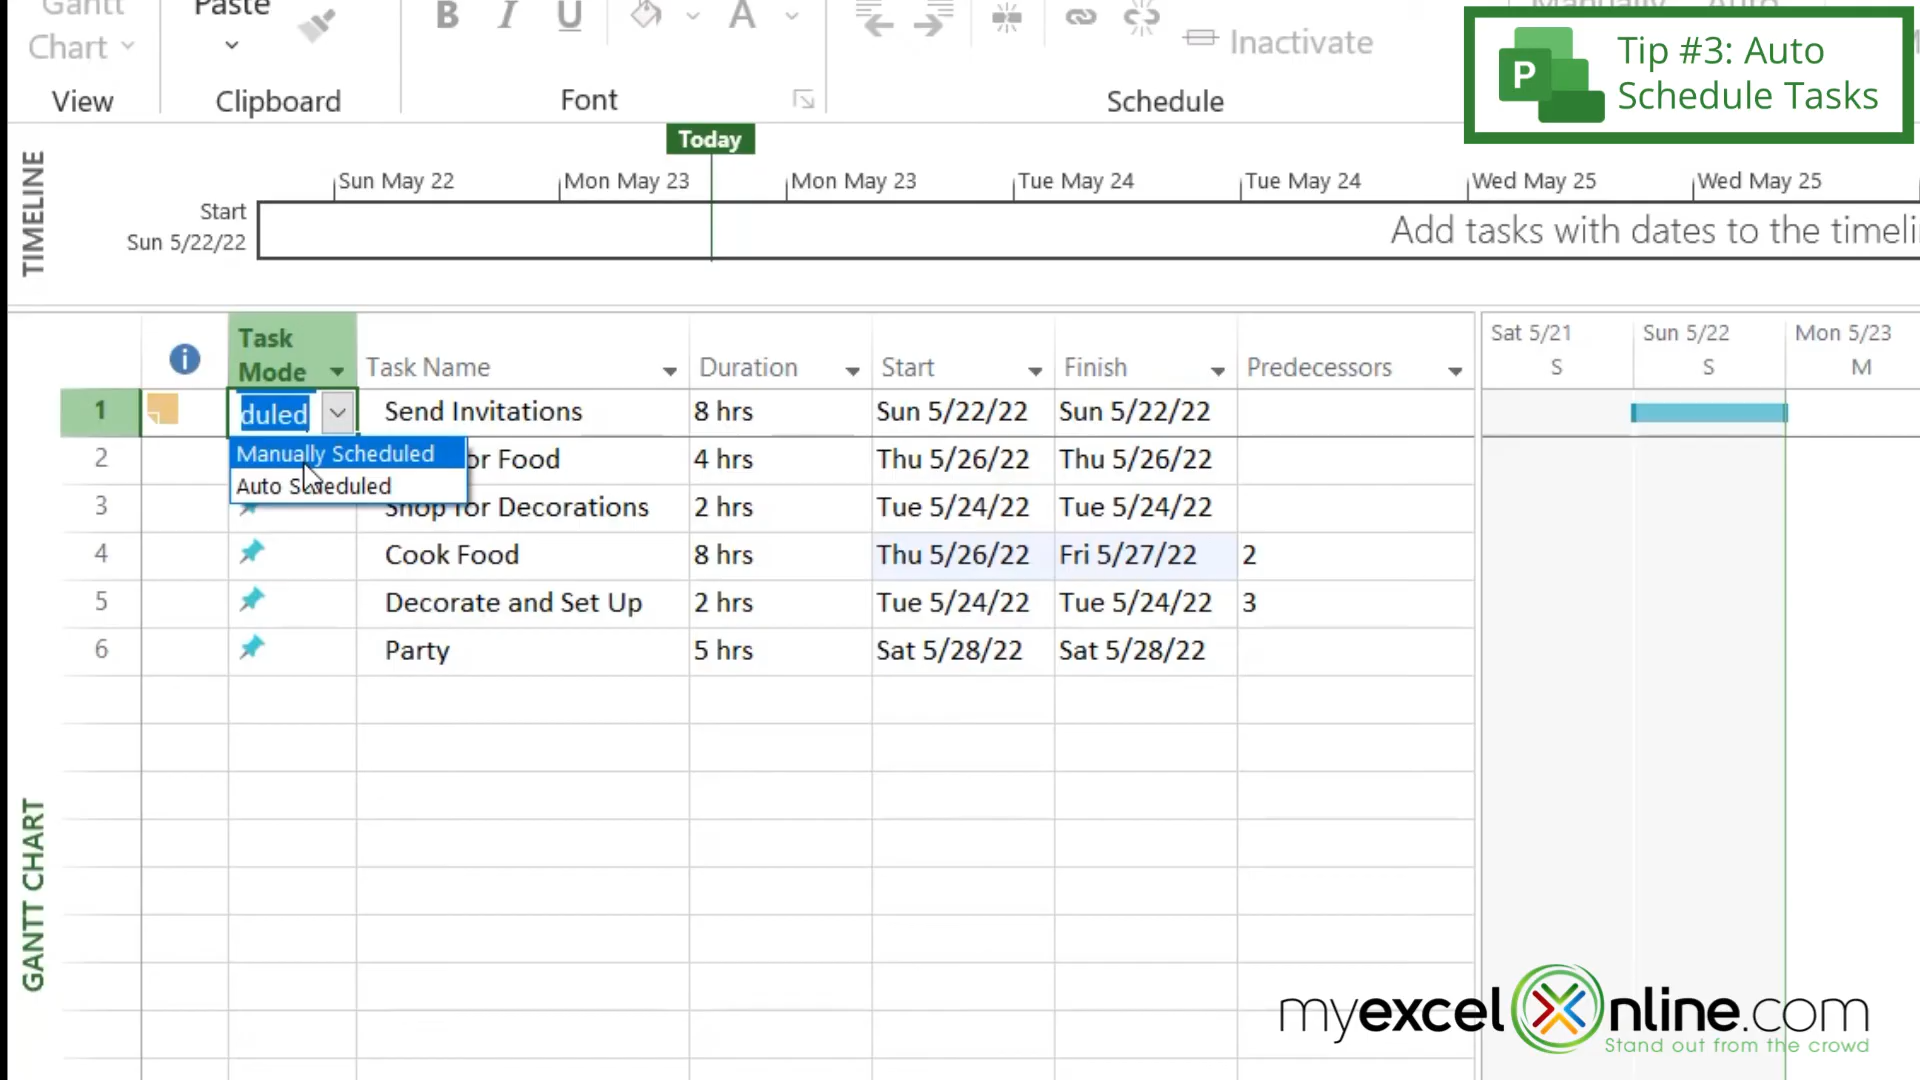 Gantt
Chart
Paste
B I U
A
Inactivate
View
Clipboard
Font
Schedule
P
Tip #3: Auto
Schedule Tasks
TIMELINE
Today
Sun May 22
Mon May 23
Mon May 23
Tue May 24
Tue May 24
Wed May 25
Wed May 25
Start
Sun 5/22/22
Add tasks with dates to the timeli
GANTT CHART
i
Task
Mode
Task Name
Duration
Start
Finish
Predecessors
Sat 5/21
Sun 5/22
Mon 5/23
S
S
M
1 duled Send Invitations 8 hrs Sun 5/22/22 Sun 5/22/22
Manually Scheduled
Auto Scheduled
2 or Food 4 hrs Thu 5/26/22 Thu 5/26/22
3 Shop for Decorations 2 hrs Tue 5/24/22 Tue 5/24/22
4 Cook Food 8 hrs Thu 5/26/22 Fri 5/27/22 2
5 Decorate and Set Up 2 hrs Tue 5/24/22 Tue 5/24/22 3
6 Party 5 hrs Sat 5/28/22 Sat 5/28/22
myexcelonline.com
Stand out from the crowd